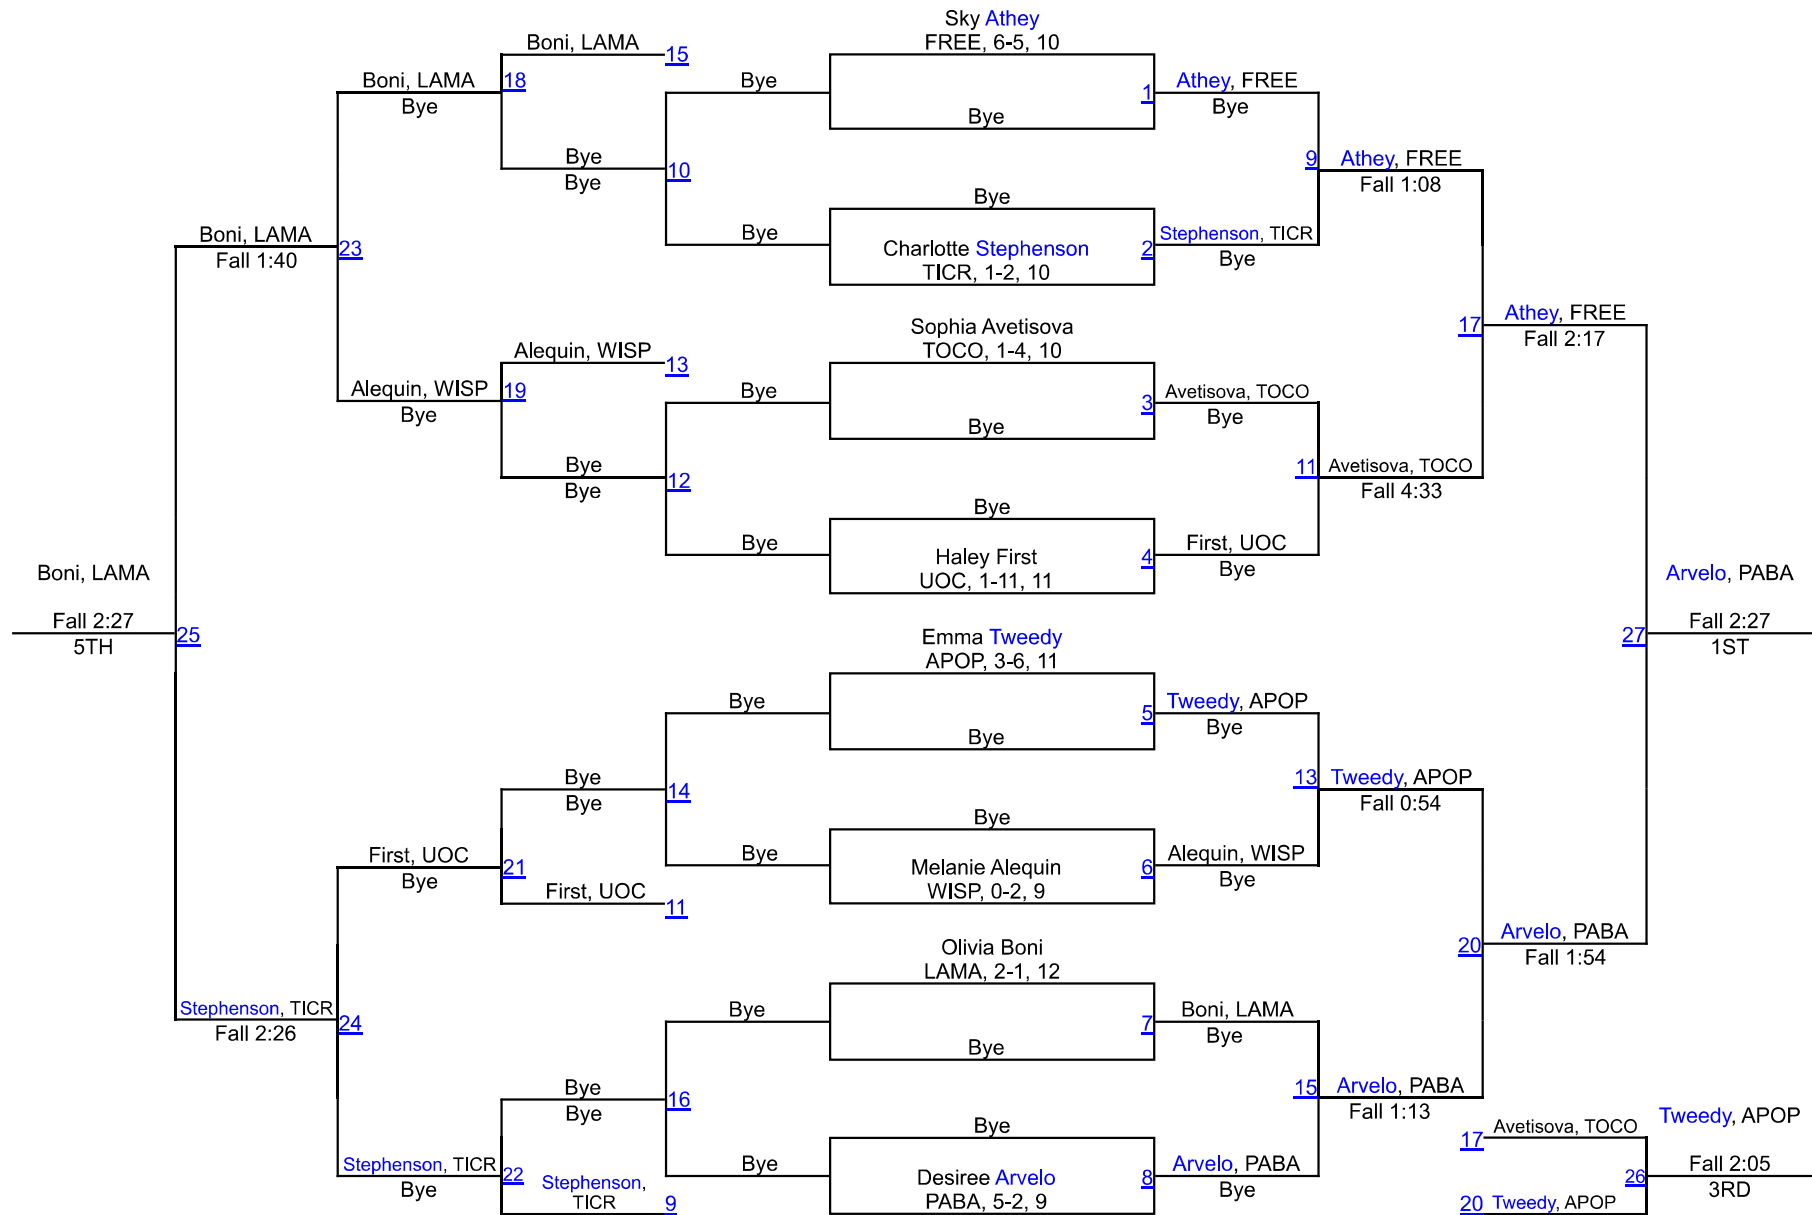 Sky Athey
FREE, 6-5, 10
Boni, LAMA
15
Boni, LAMA
18
Bye
Bye
1
Athey, FREE
Bye
Bye
Bye
10
Bye
9
Athey, FREE
Fall 1:08
Bye
Bye
Charlotte Stephenson
TICR, 1-2, 10
2
Stephenson, TICR
Bye
Boni, LAMA
Fall 1:40
23
Sophia Avetisova
TOCO, 1-4, 10
17
Athey, FREE
Fall 2:17
Alequin, WISP
13
Alequin, WISP
19
Bye
Bye
3
Avetisova, TOCO
Bye
Bye
Bye
12
Bye
11
Avetisova, TOCO
Fall 4:33
Bye
Bye
Haley First
UOC, 1-11, 11
4
First, UOC
Bye
Boni, LAMA
Fall 2:27
5TH
25
Arvelo, PABA
Fall 2:27
1ST
27
Emma Tweedy
APOP, 3-6, 11
Bye
5
Tweedy, APOP
Bye
Bye
Bye
Bye
14
13
Tweedy, APOP
Fall 0:54
Bye
Bye
Melanie Alequin
WISP, 0-2, 9
6
Alequin, WISP
Bye
First, UOC
Bye
21
First, UOC
11
Olivia Boni
LAMA, 2-1, 12
20
Arvelo, PABA
Fall 1:54
Stephenson, TICR
Fall 2:26
24
Bye
7
Boni, LAMA
Bye
Bye
Bye
Bye
16
15
Arvelo, PABA
Fall 1:13
Bye
Bye
Desiree Arvelo
PABA, 5-2, 9
8
Arvelo, PABA
Bye
Stephenson, TICR
Bye
22
Stephenson,
TICR
9
17
Avetisova, TOCO
Tweedy, APOP
Fall 2:05
3RD
26
20
Tweedy, APOP